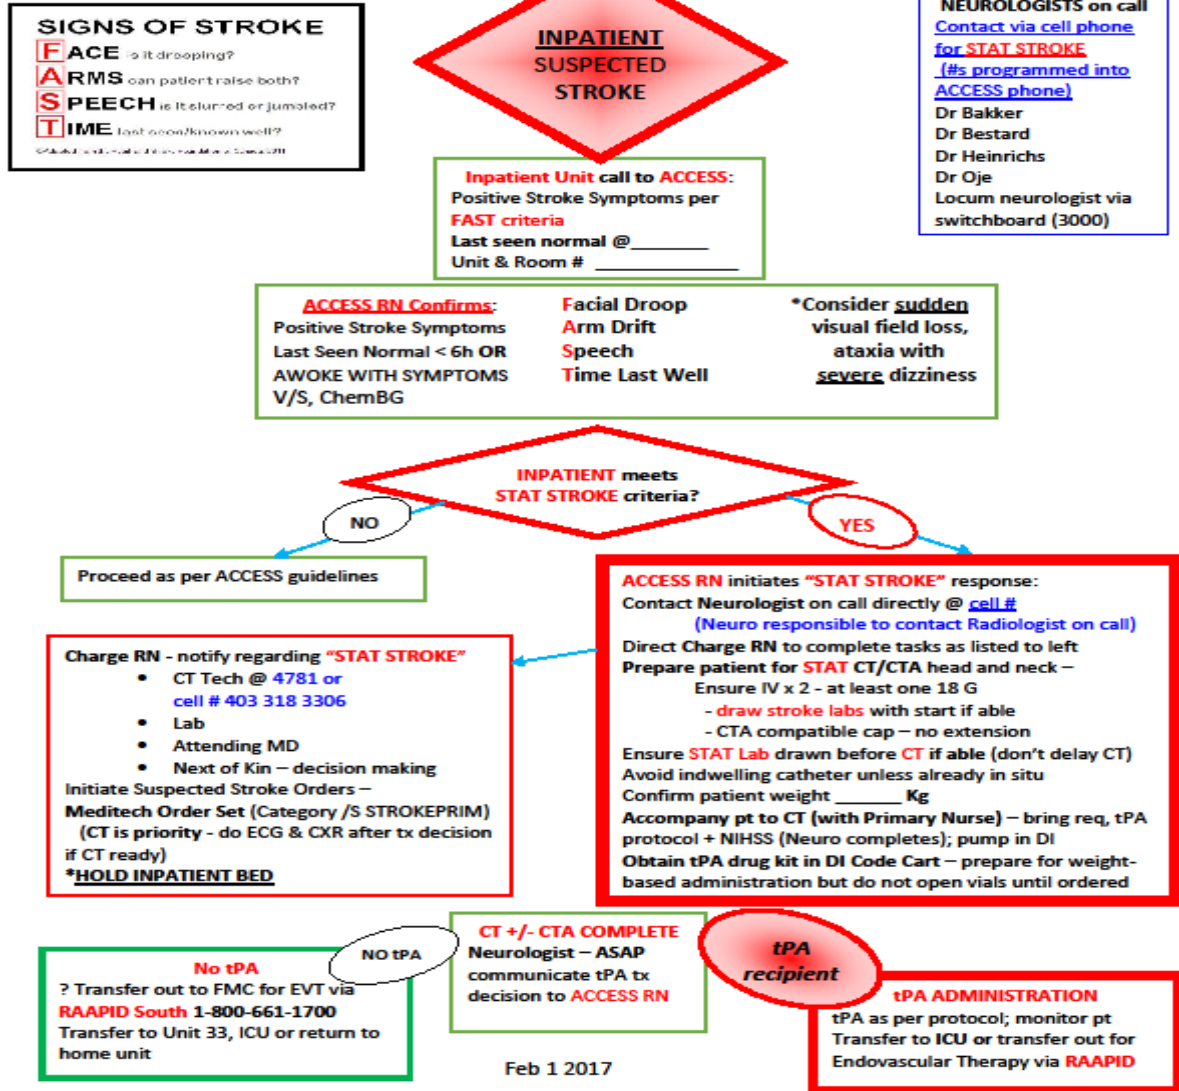 SIGNS OF STROKE
FACE is it drooping?
ARMS can patient raise both?
SPEECH is it slurred or jumbled?
TIME last seen/known well?
INPATIENT
SUSPECTED
STROKE
NEUROLOGISTS on call
Contact via cell phone
for STAT STROKE
(#s programmed into
ACCESS phone)
Dr Bakker
Dr Bestard
Dr Heinrichs
Dr Oje
Locum neurologist via
switchboard (3000)
Inpatient Unit call to ACCESS:
Positive Stroke Symptoms per
FAST criteria
Last seen normal @_______
Unit & Room # _____________
ACCESS RN Confirms:
Positive Stroke Symptoms
Last Seen Normal < 6h OR
AWOKE WITH SYMPTOMS
V/S, ChemBG
Facial Droop
Arm Drift
Speech
Time Last Well
*Consider sudden
visual field loss,
ataxia with
severe dizziness
INPATIENT meets
STAT STROKE criteria?
NO
YES
Proceed as per ACCESS guidelines
ACCESS RN initiates “STAT STROKE” response:
Contact Neurologist on call directly @ cell #
(Neuro responsible to contact Radiologist on call)
Direct Charge RN to complete tasks as listed to left
Prepare patient for STAT CT/CTA head and neck –
Ensure IV x 2 - at least one 18 G
- draw stroke labs with start if able
- CTA compatible cap – no extension
Ensure STAT Lab drawn before CT if able (don’t delay CT)
Avoid indwelling catheter unless already in situ
Confirm patient weight ______ Kg
Accompany pt to CT (with Primary Nurse) – bring req, tPA
protocol + NIHSS (Neuro completes); pump in DI
Obtain tPA drug kit in DI Code Cart – prepare for weight-
based administration but do not open vials until ordered
Charge RN - notify regarding “STAT STROKE”
• CT Tech @ 4781 or
cell # 403 318 3306
• Lab
• Attending MD
• Next of Kin – decision making
Initiate Suspected Stroke Orders –
Meditech Order Set (Category /S STROKEPRIM)
(CT is priority - do ECG & CXR after tx decision
if CT ready)
*HOLD INPATIENT BED
CT +/- CTA COMPLETE
Neurologist – ASAP
communicate tPA tx
decision to ACCESS RN
NO tPA
tPA
recipient
No tPA
? Transfer out to FMC for EVT via
RAAPID South 1-800-661-1700
Transfer to Unit 33, ICU or return to
home unit
tPA ADMINISTRATION
tPA as per protocol; monitor pt
Transfer to ICU or transfer out for
Endovascular Therapy via RAAPID
Feb 1 2017